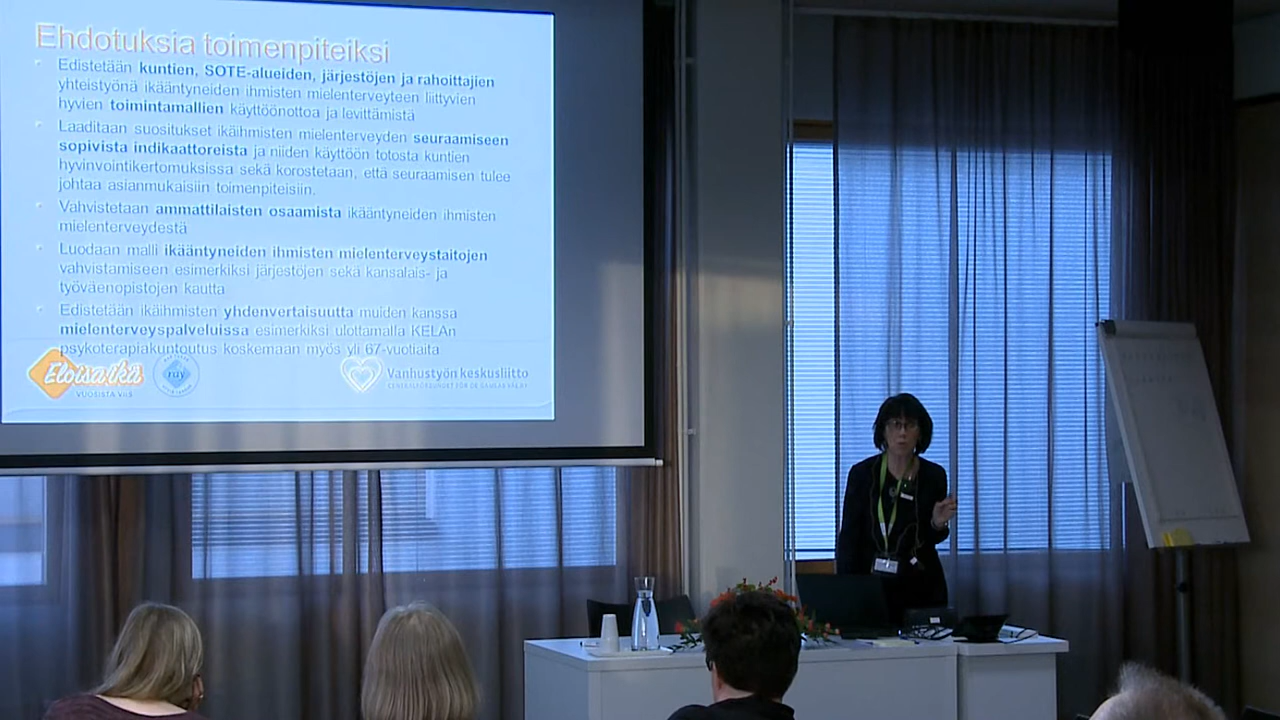 Ehdotuksia toimenpiteiksi
Edistetään kuntien, SOTE-alueiden, järjestöjen ja rahoittajien
yhteistyönä ikääntyneiden ihmisten mielenterveyteen liittyvien
hyvien toimintamallien käyttöönottoa ja levittämistä
Laaditaan suositukset ikäihmisten mielenterveyden seuraamiseen
sopivista indikaattoreista ja niiden käyttöön totosta kuntien
hyvinvointikertomuksissa sekä korostetaan, että seuraamisen tulee
johtaa asianmukaisiin toimenpiteisiin.
Vahvistetaan ammattilaisten osaamista ikääntyneiden ihmisten
mielenterveydestä
Luodaan malli ikääntyneiden ihmisten mielenterveystaitojen
vahvistamiseen esimerkiksi järjestöjen sekä kansalais- ja
työväenopistojen kautta
Edistetään ikäihmisten yhdenvertaisuutta muiden kanssa
mielenterveyspalveluissa esimerkiksi ulottamalla KELAn
psykoterapiakuntoutus koskemaan myös yli 67-vuotiaita
Eloisa ikä
VUOSISTA VIIS
ray
Vanhustyön keskusliitto